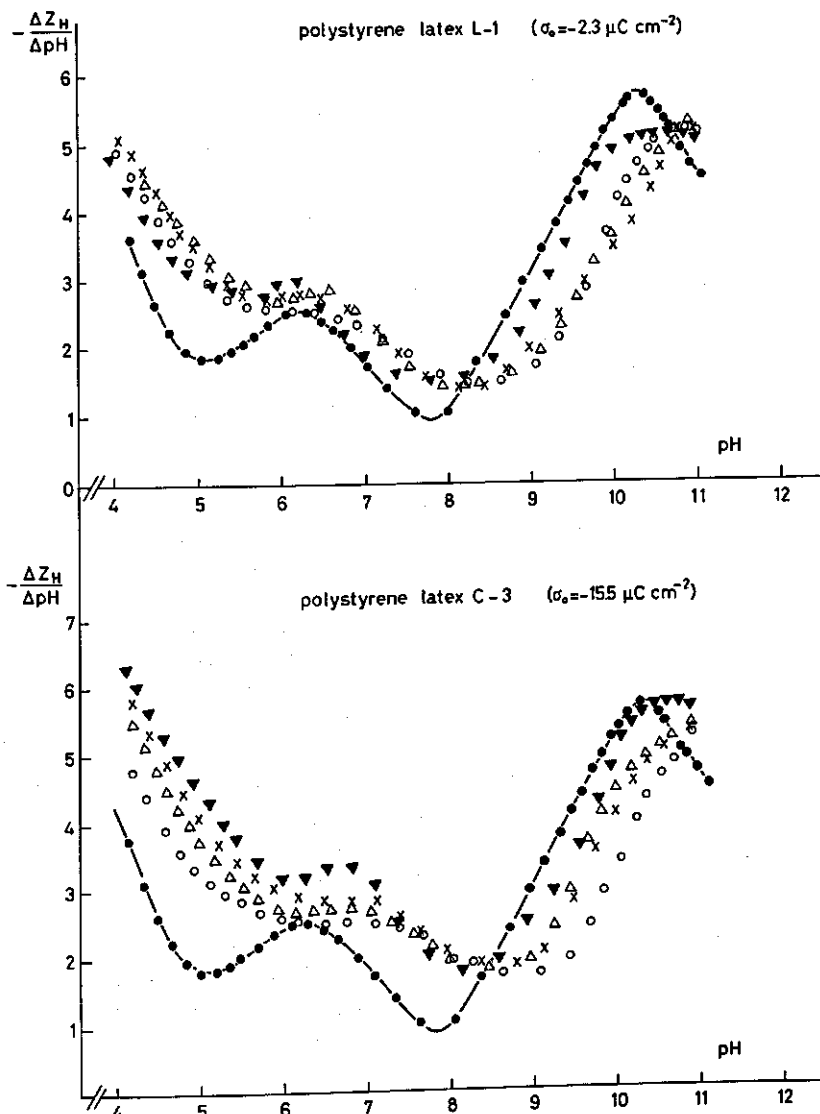 polystyrene latex L-1 (σₒ=-2.3 µC cm⁻²)
-ΔZH/ΔpH
6
5
4
3
2
1
0
pH
4 5 6 7 8 9 10 11 12
polystyrene latex C-3 (σₒ=-15.5 µC cm⁻²)
-ΔZH/ΔpH
7
6
5
4
3
2
1
pH
4 5 6 7 8 9 10 11 12